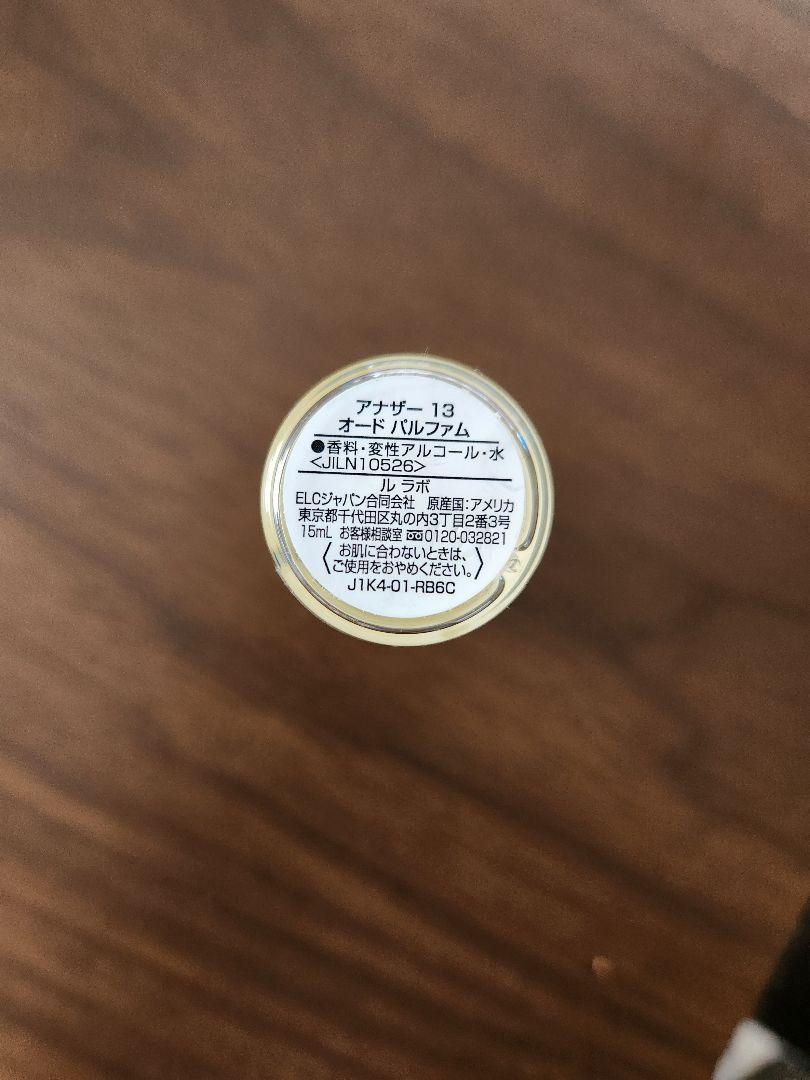 アナザー 13
オード パルファム
●香料・変性アルコール・水
<JILN10526>
ル ラボ
ELCジャパン合同会社 原産国:アメリカ
東京都千代田区丸の内3丁目2番3号
15mL お客様相談室 0120-032821
〈お肌に合わないときは、
ご使用をおやめください。〉
J1K4-01-RB6C